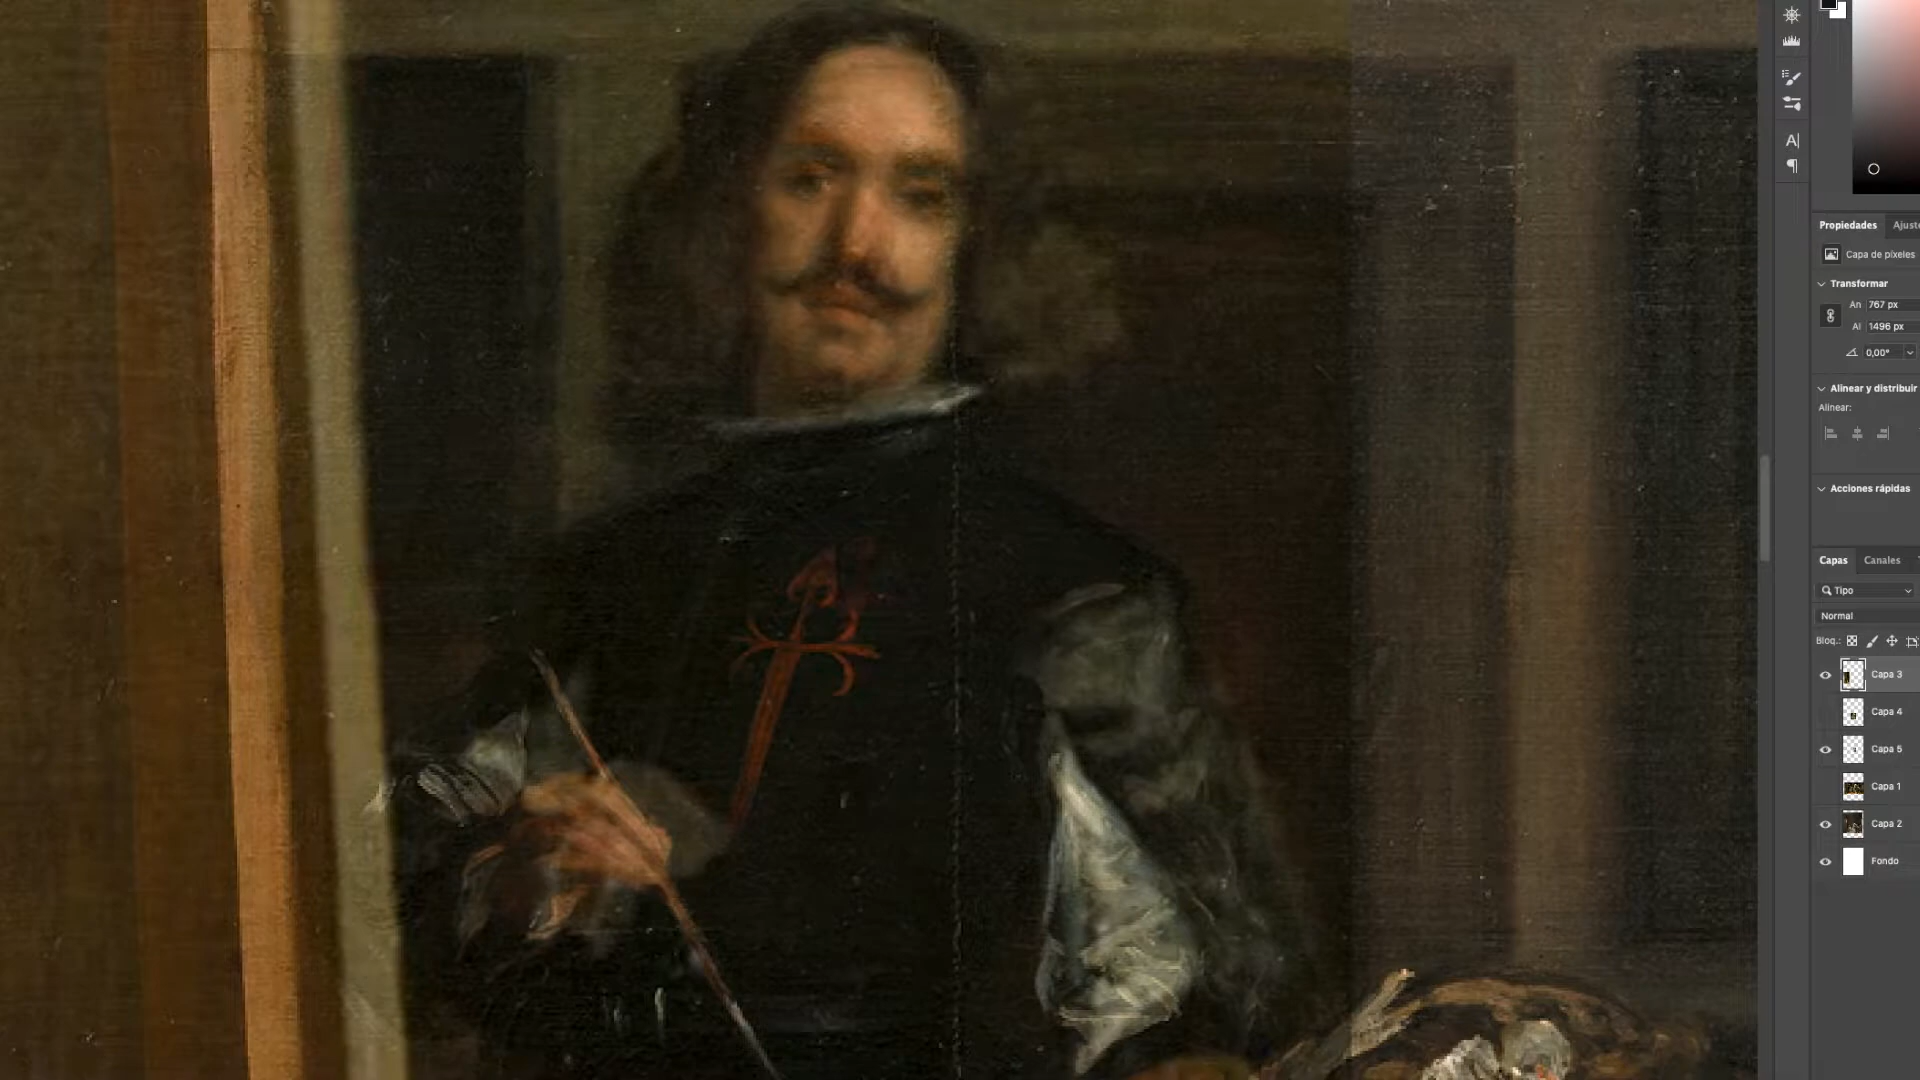 A|
¶
Propiedades Ajuste
Capa de píxeles
Transformar
An 767 px
Al 1496 px
0,00°
Alinear y distribuir
Alinear:
Acciones rápidas
Capas Canales
Tipo
Normal
Bloq.:
Capa 3
Capa 4
Capa 5
Capa 1
Capa 2
Fondo